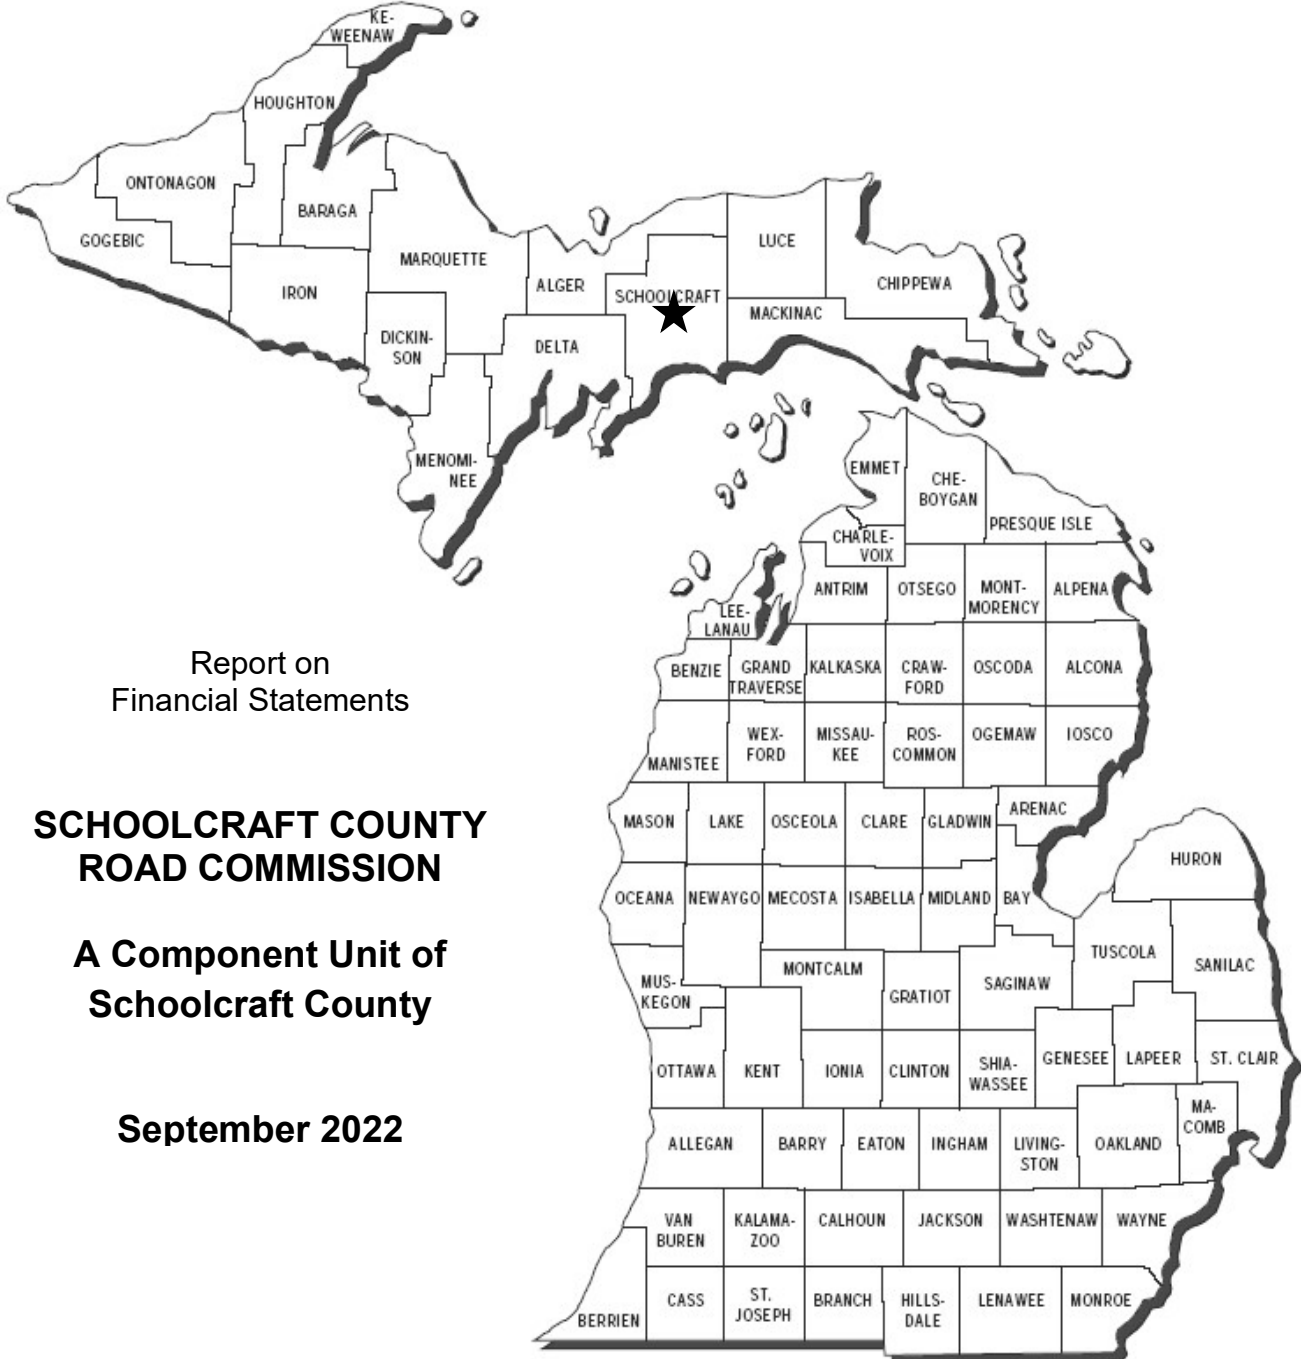 KE-
WEENAW
HOUGHTON
ONTONAGON
BARAGA
GOGEBIC
MARQUETTE
IRON
ALGER
SCHOOLCRAFT
LUCE
CHIPPEWA
MACKINAC
DICKIN-
SON
DELTA
MENOMI-
NEE
EMMET
CHE-
BOYGAN
PRESQUE ISLE
CHARLE-
VOIX
ANTRIM
OTSEGO
MONT-
MORENCY
ALPENA
LEE-
LANAU
BENZIE
GRAND
TRAVERSE
KALKASKA
CRAW-
FORD
OSCODA
ALCONA
MANISTEE
WEX-
FORD
MISSAU-
KEE
ROS-
COMMON
OGEMAW
IOSCO
MASON
LAKE
OSCEOLA
CLARE
GLADWIN
ARENAC
HURON
OCEANA
NEWAYGO
MECOSTA
ISABELLA
MIDLAND
BAY
TUSCOLA
SANILAC
MUS-
KEGON
MONTCALM
GRATIOT
SAGINAW
OTTAWA
KENT
IONIA
CLINTON
SHIA-
WASSEE
GENESEE
LAPEER
ST. CLAIR
ALLEGAN
BARRY
EATON
INGHAM
LIVING-
STON
OAKLAND
MA-
COMB
VAN
BUREN
KALAMA-
ZOO
CALHOUN
JACKSON
WASHTENAW
WAYNE
BERRIEN
CASS
ST.
JOSEPH
BRANCH
HILLS-
DALE
LENAWEE
MONROE
Report on
Financial Statements
SCHOOLCRAFT COUNTY
ROAD COMMISSION
A Component Unit of
Schoolcraft County
September 2022